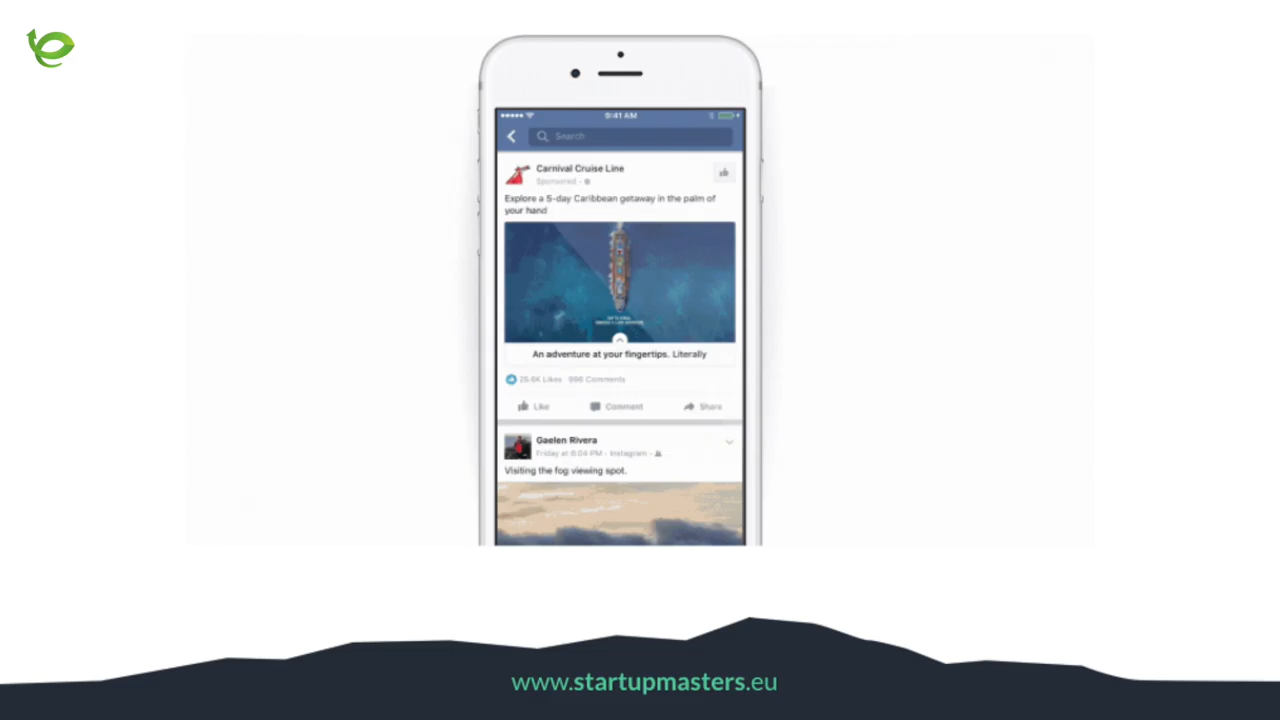 9:41 AM
Search
Carnival Cruise Line
Sponsored ·
Explore a 5-day Caribbean getaway in the palm of
your hand
An adventure at your fingertips. Literally
25.6K Likes 996 Comments
Like Comment Share
Gaelen Rivera
Friday at 6:04 PM · Instagram ·
Visiting the fog viewing spot.
www.startupmasters.eu